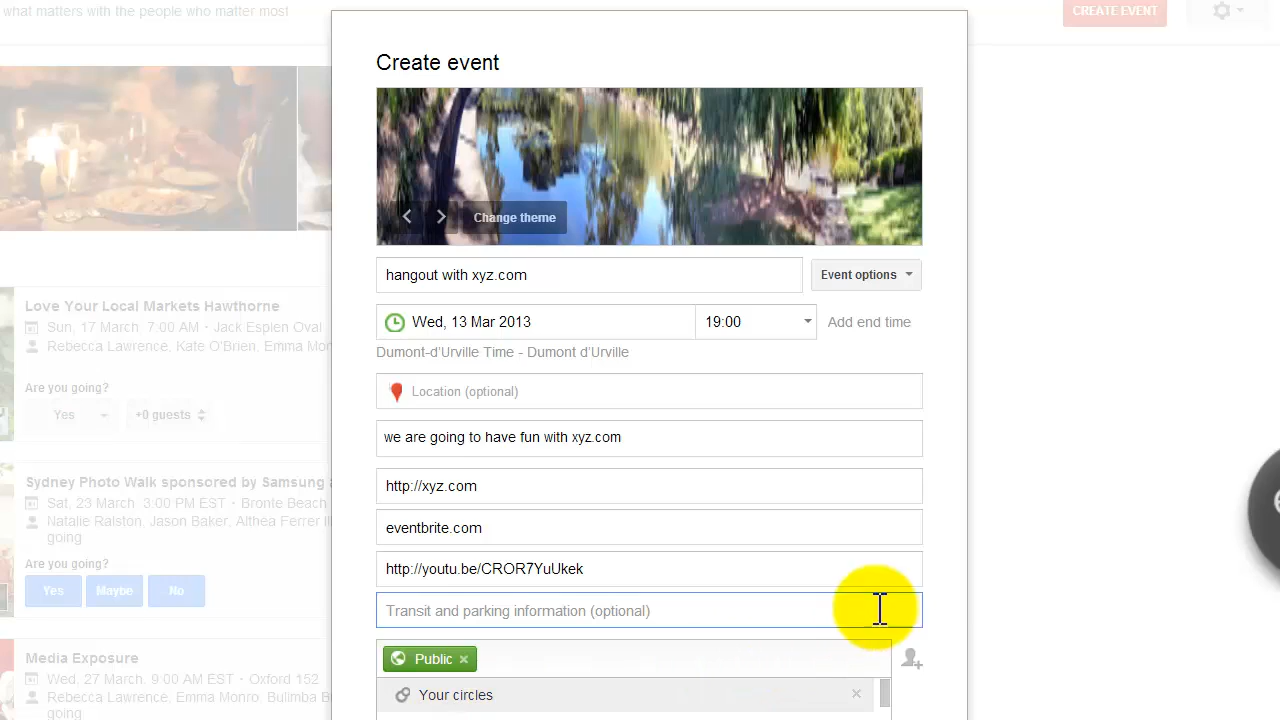 what matters with the people who matter most
CREATE EVENT
Create event
Change theme
hangout with xyz.com
Event options
Wed, 13 Mar 2013
19:00
Add end time
Dumont-d'Urville Time - Dumont d'Urville
Location (optional)
we are going to have fun with xyz.com
http://xyz.com
eventbrite.com
http://youtu.be/CROR7YuUkek
Transit and parking information (optional)
Public
Your circles
Love Your Local Markets Hawthorne
Sun, 17 March, 7:00 AM · Jack Esplen Oval
Rebecca Lawrence, Kate O'Brien, Emma Mor
Are you going?
Yes
+0 guests
Sydney Photo Walk sponsored by Samsung a
Sat, 23 March, 3:00 PM EST · Bronte Beach
Natalie Ralston, Jason Baker, Althea Ferrer II
going
Are you going?
Yes
Maybe
No
Media Exposure
Wed, 27 March, 9:00 AM EST · Oxford 152
Rebecca Lawrence, Emma Monro, Bulimba B
going